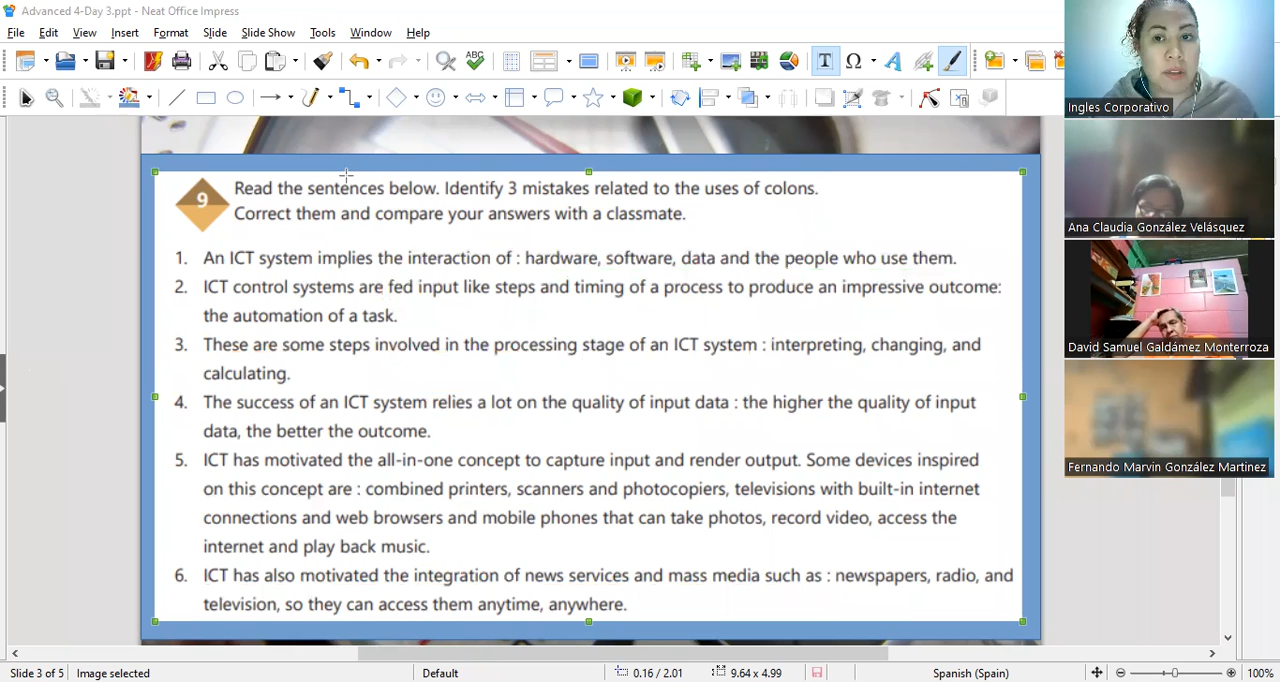 Advanced 4-Day 3.ppt - Neat Office Impress
File Edit View Insert Format Slide Slide Show Tools Window Help
ABC
9
Read the sentences below. Identify 3 mistakes related to the uses of colons.
Correct them and compare your answers with a classmate.
1. An ICT system implies the interaction of : hardware, software, data and the people who use them.
2. ICT control systems are fed input like steps and timing of a process to produce an impressive outcome:
the automation of a task.
3. These are some steps involved in the processing stage of an ICT system : interpreting, changing, and
calculating.
4. The success of an ICT system relies a lot on the quality of input data : the higher the quality of input
data, the better the outcome.
5. ICT has motivated the all-in-one concept to capture input and render output. Some devices inspired
on this concept are : combined printers, scanners and photocopiers, televisions with built-in internet
connections and web browsers and mobile phones that can take photos, record video, access the
internet and play back music.
6. ICT has also motivated the integration of news services and mass media such as : newspapers, radio, and
television, so they can access them anytime, anywhere.
Ingles Corporativo
Ana Claudia González Velásquez
David Samuel Galdámez Monterroza
Fernando Marvin González Martinez
Slide 3 of 5 Image selected Default 0.16 / 2.01 9.64 x 4.99 Spanish (Spain) 100%